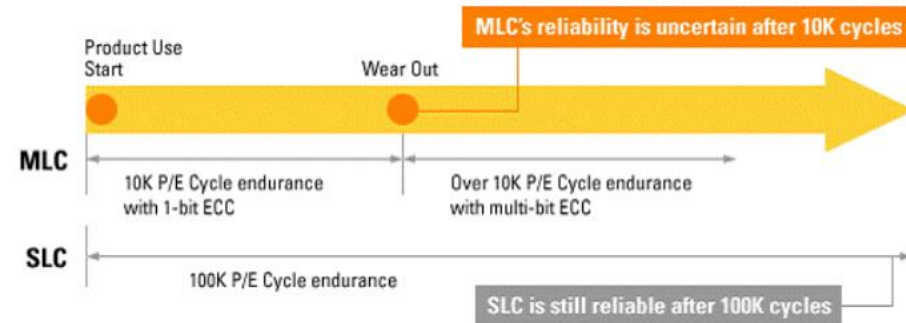 MLC's reliability is uncertain after 10K cycles
Product Use
Start
Wear Out
MLC
10K P/E Cycle endurance
with 1-bit ECC
Over 10K P/E Cycle endurance
with multi-bit ECC
SLC
100K P/E Cycle endurance
SLC is still reliable after 100K cycles